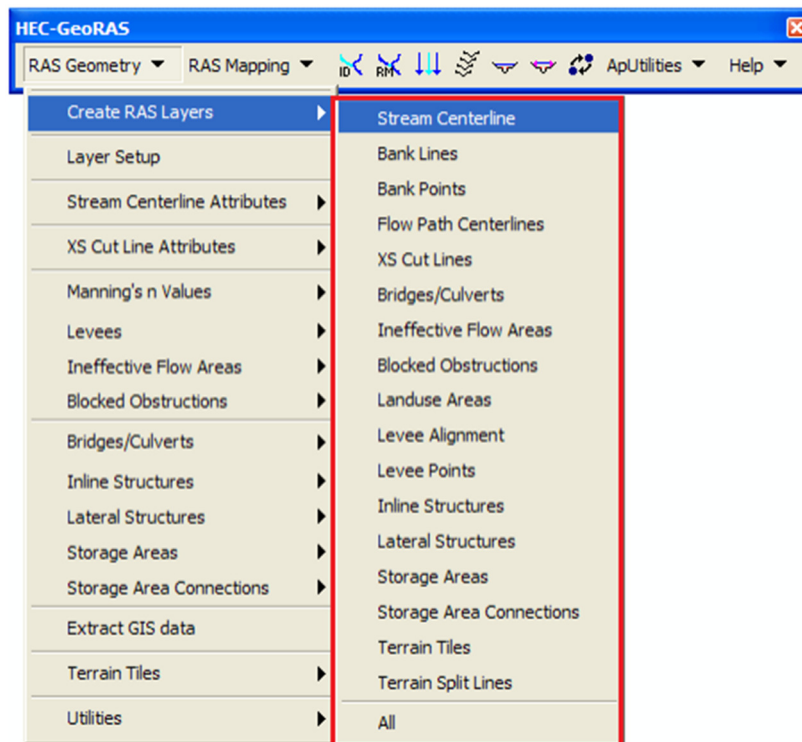 HEC-GeoRAS
RAS Geometry RAS Mapping ID RM ApUtilities Help
Create RAS Layers
Layer Setup
Stream Centerline Attributes
XS Cut Line Attributes
Manning's n Values
Levees
Ineffective Flow Areas
Blocked Obstructions
Bridges/Culverts
Inline Structures
Lateral Structures
Storage Areas
Storage Area Connections
Extract GIS data
Terrain Tiles
Utilities
Stream Centerline
Bank Lines
Bank Points
Flow Path Centerlines
XS Cut Lines
Bridges/Culverts
Ineffective Flow Areas
Blocked Obstructions
Landuse Areas
Levee Alignment
Levee Points
Inline Structures
Lateral Structures
Storage Areas
Storage Area Connections
Terrain Tiles
Terrain Split Lines
All